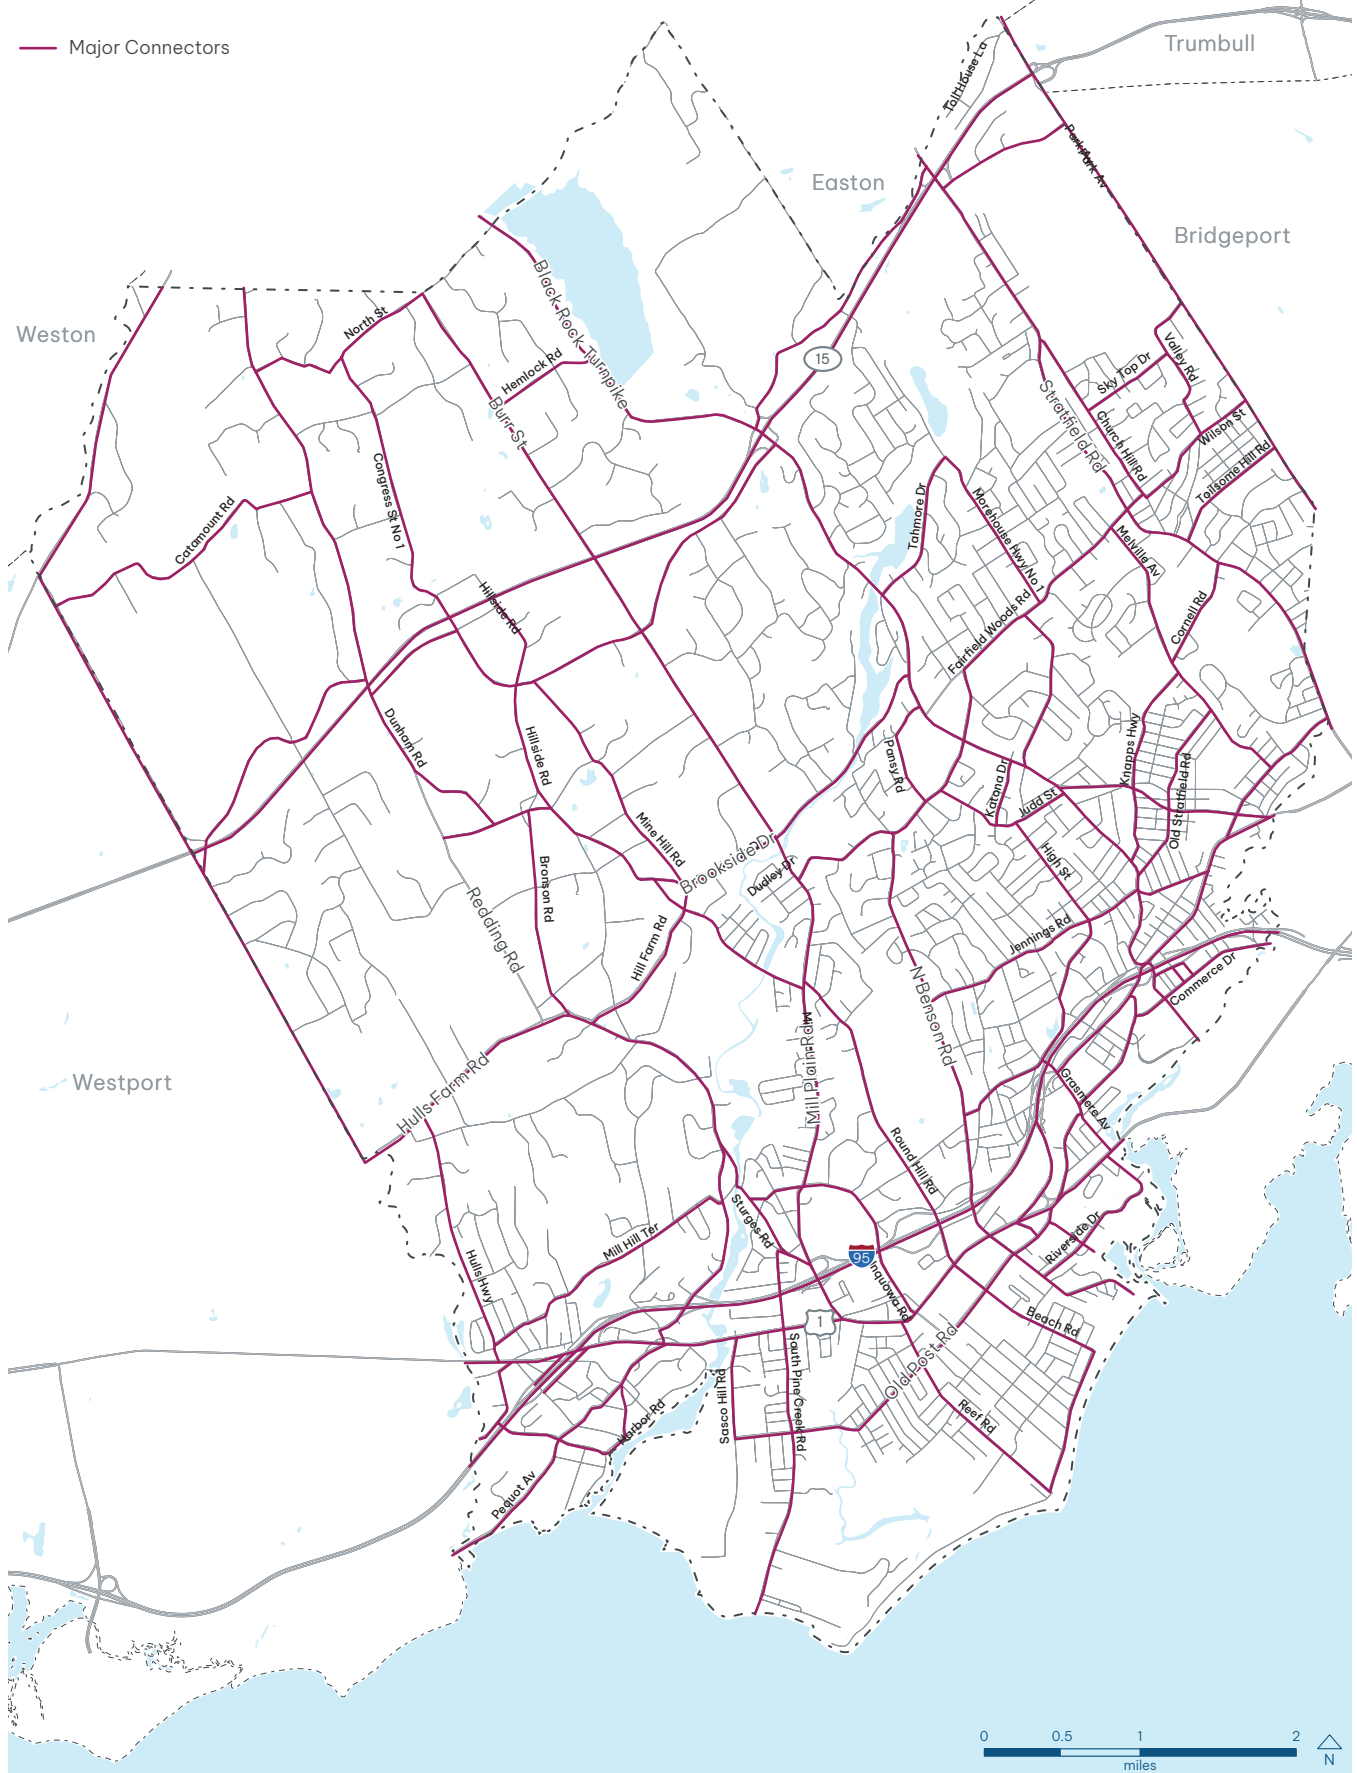 Major Connectors
Trumbull
Toll House La
Park Av
Park Av
Easton
Bridgeport
Weston
Black Rock Turnpike
North St
15
Hemlock Rd
Valley Rd
Sky Top Dr
Burr St
Stratfield Rd
Church Hill Rd
Wilson St
Tollsome Hill Rd
Congress St No 1
Catamount Rd
Tahmore Dr
Morehouse Hwy No 1
Melville Av
Hillside Rd
Fairfield Woods Rd
Cornell Rd
Dunham Rd
Hillside Rd
Pansy Rd
Katona Dr
Knapps Hwy
Old Stratfield Rd
Judd St
Mine Hill Rd
Brookside Dr
Dudley Dr
High St
Bronson Rd
Redding Rd
Hill Farm Rd
Jennings Rd
N Benson Rd
Commerce Dr
Mill Plain Rd
Westport
Hulls Farm Rd
Grasmere Av
Round Hill Rd
Sturges Rd
Mill Hill Ter
Riverside Dr
Hulls Hwy
95
Unquowa Rd
1
Beach Rd
South Pine Creek Rd
Old Post Rd
Sasco Hill Rd
Reef Rd
Harbor Rd
Pequot Av
0 0.5 1 2
miles
N